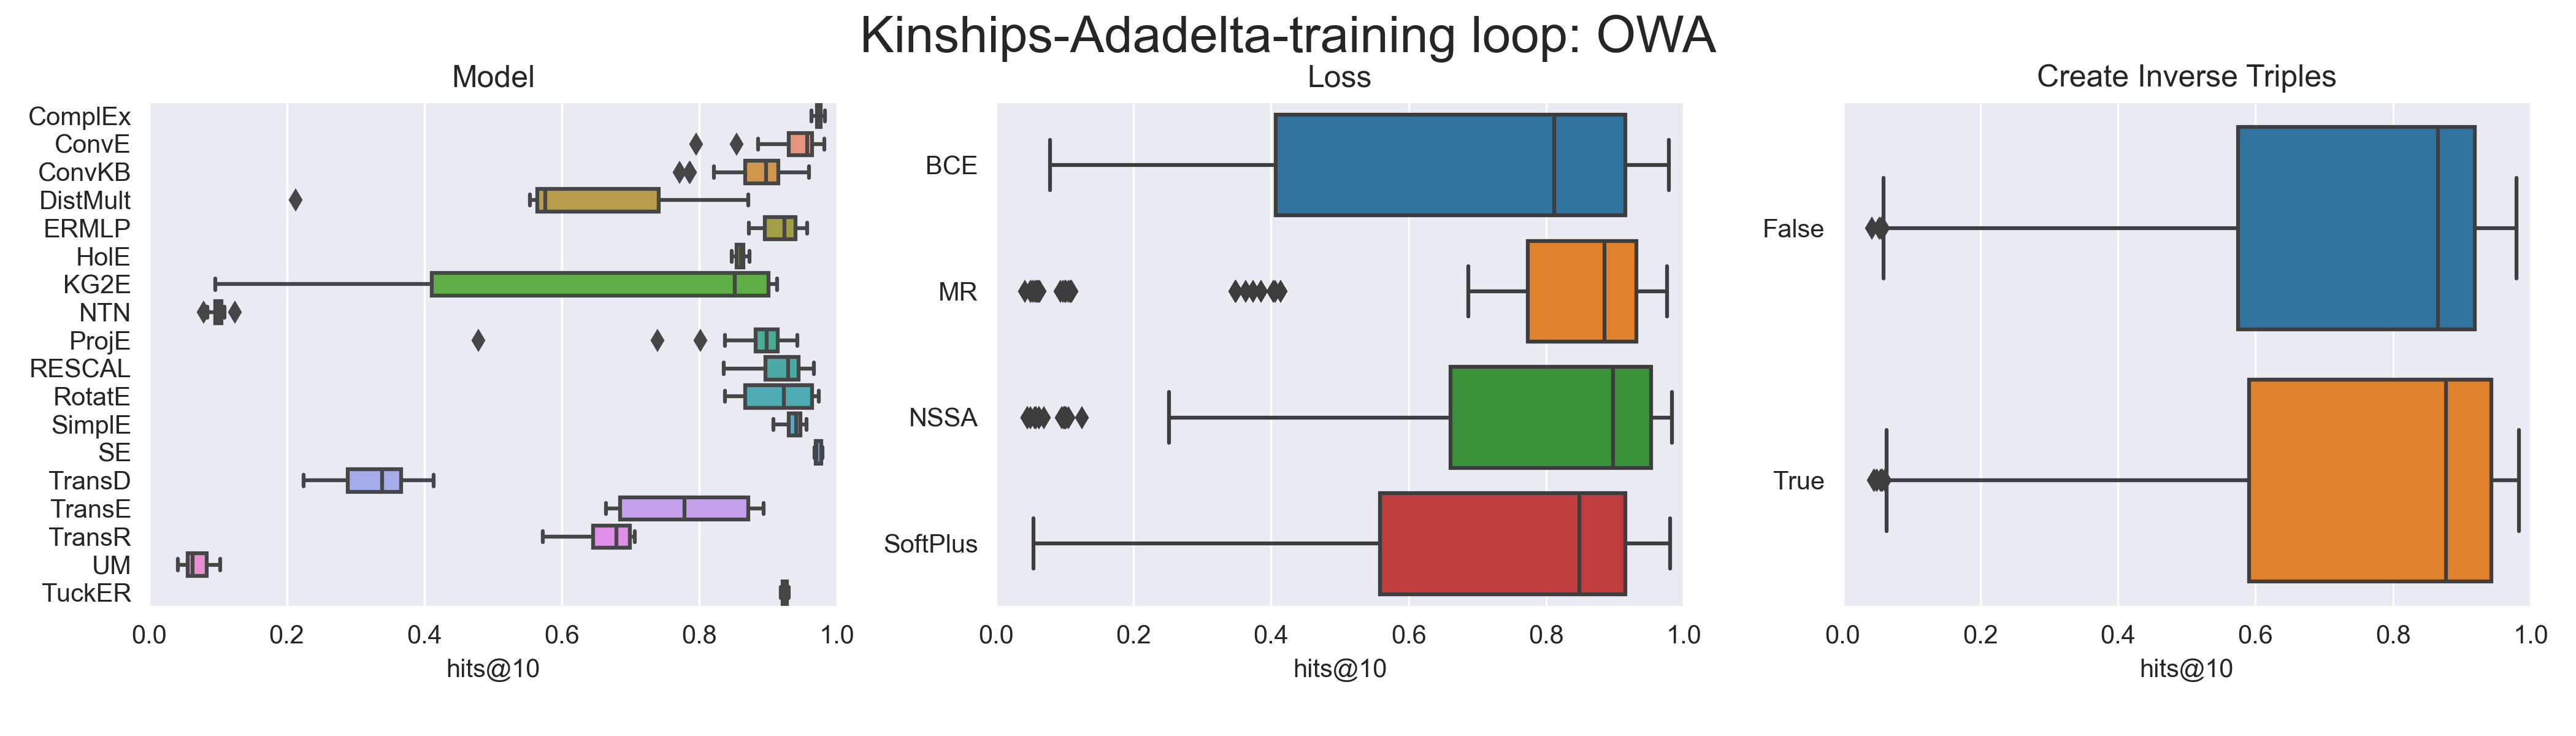 Kinships-Adadelta-training loop: OWA
Model
ComplEx
ConvE
ConvKB
DistMult
ERMLP
HolE
KG2E
NTN
ProjE
RESCAL
RotatE
SimplE
SE
TransD
TransE
TransR
UM
TuckER
0.0 0.2 0.4 0.6 0.8 1.0
hits@10
Loss
BCE
MR
NSSA
SoftPlus
0.0 0.2 0.4 0.6 0.8 1.0
hits@10
Create Inverse Triples
False
True
0.0 0.2 0.4 0.6 0.8 1.0
hits@10